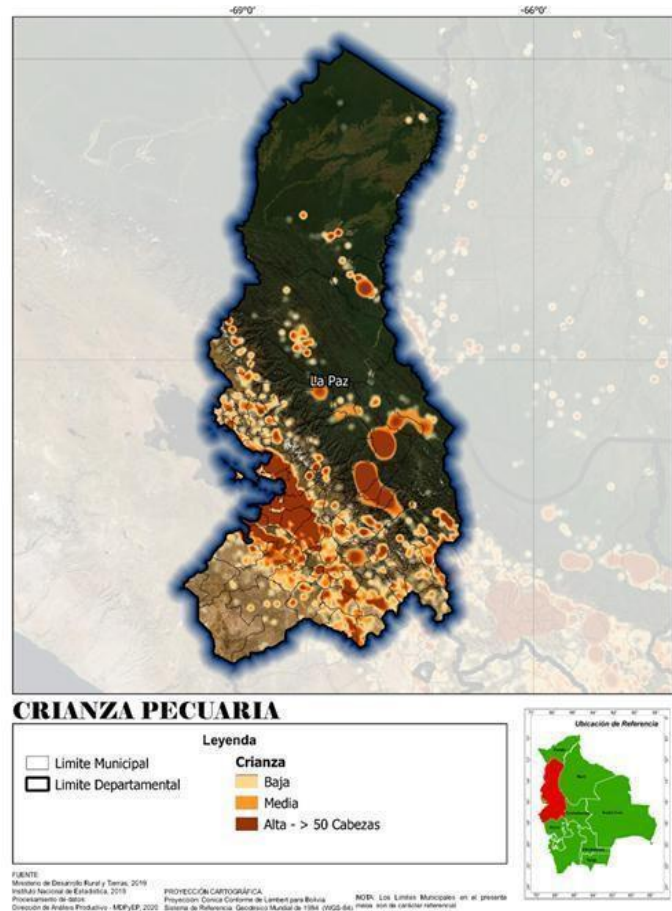 -69°0'
-66°0'
La Paz
CRIANZA PECUARIA
Leyenda
Limite Municipal
Limite Departamental
Crianza
Baja
Media
Alta - > 50 Cabezas
Ubicación de Referencia
FUENTE
Ministerio de Desarrollo Rural y Tierras, 2019
Instituto Nacional de Estadística, 2013
Procesamiento de datos:
Dirección de Análisis Productivo - MDPyEP, 2020
PROYECCIÓN CARTOGRÁFICA:
Proyección: Cónica Conforme de Lambert para Bolivia
Sistema de Referencia: Geodésico Mundial de 1984 (WGS-84)
NOTA: Los Límites Municipales en el presente
mapa son de carácter referencial